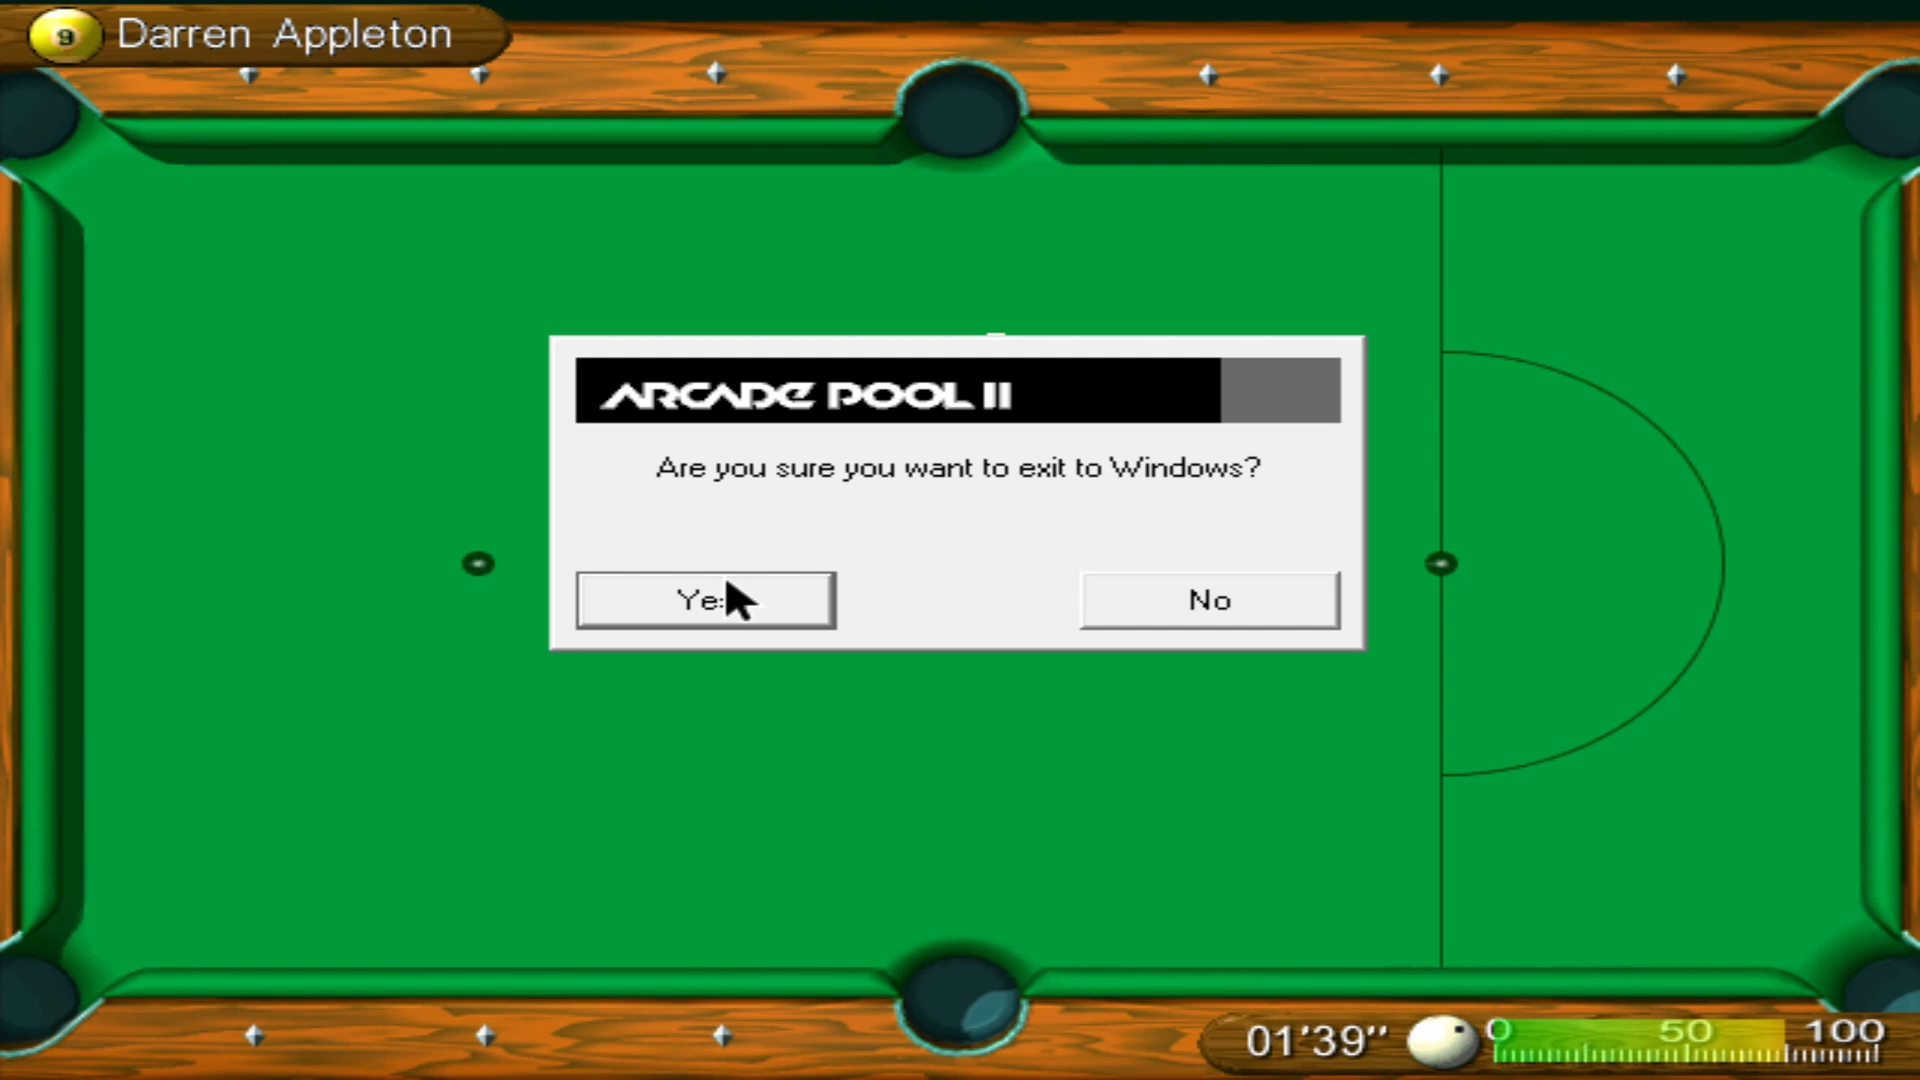 9 Darren Appleton
ARCADE POOL II
Are you sure you want to exit to Windows?
Yes
No
01'39'' 0 50 100